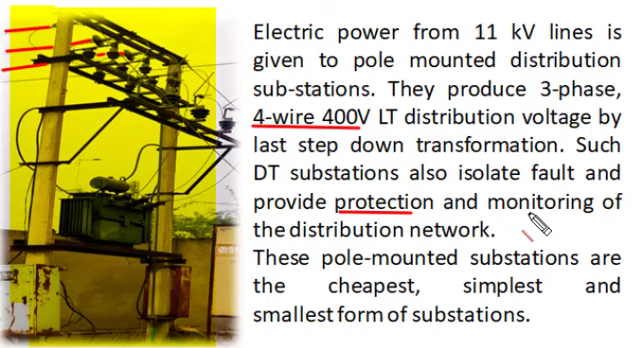 Electric power from 11 kV lines is
given to pole mounted distribution
sub-stations. They produce 3-phase,
4-wire 400V LT distribution voltage by
last step down transformation. Such
DT substations also isolate fault and
provide protection and monitoring of
the distribution network.
These pole-mounted substations are
the cheapest, simplest and
smallest form of substations.